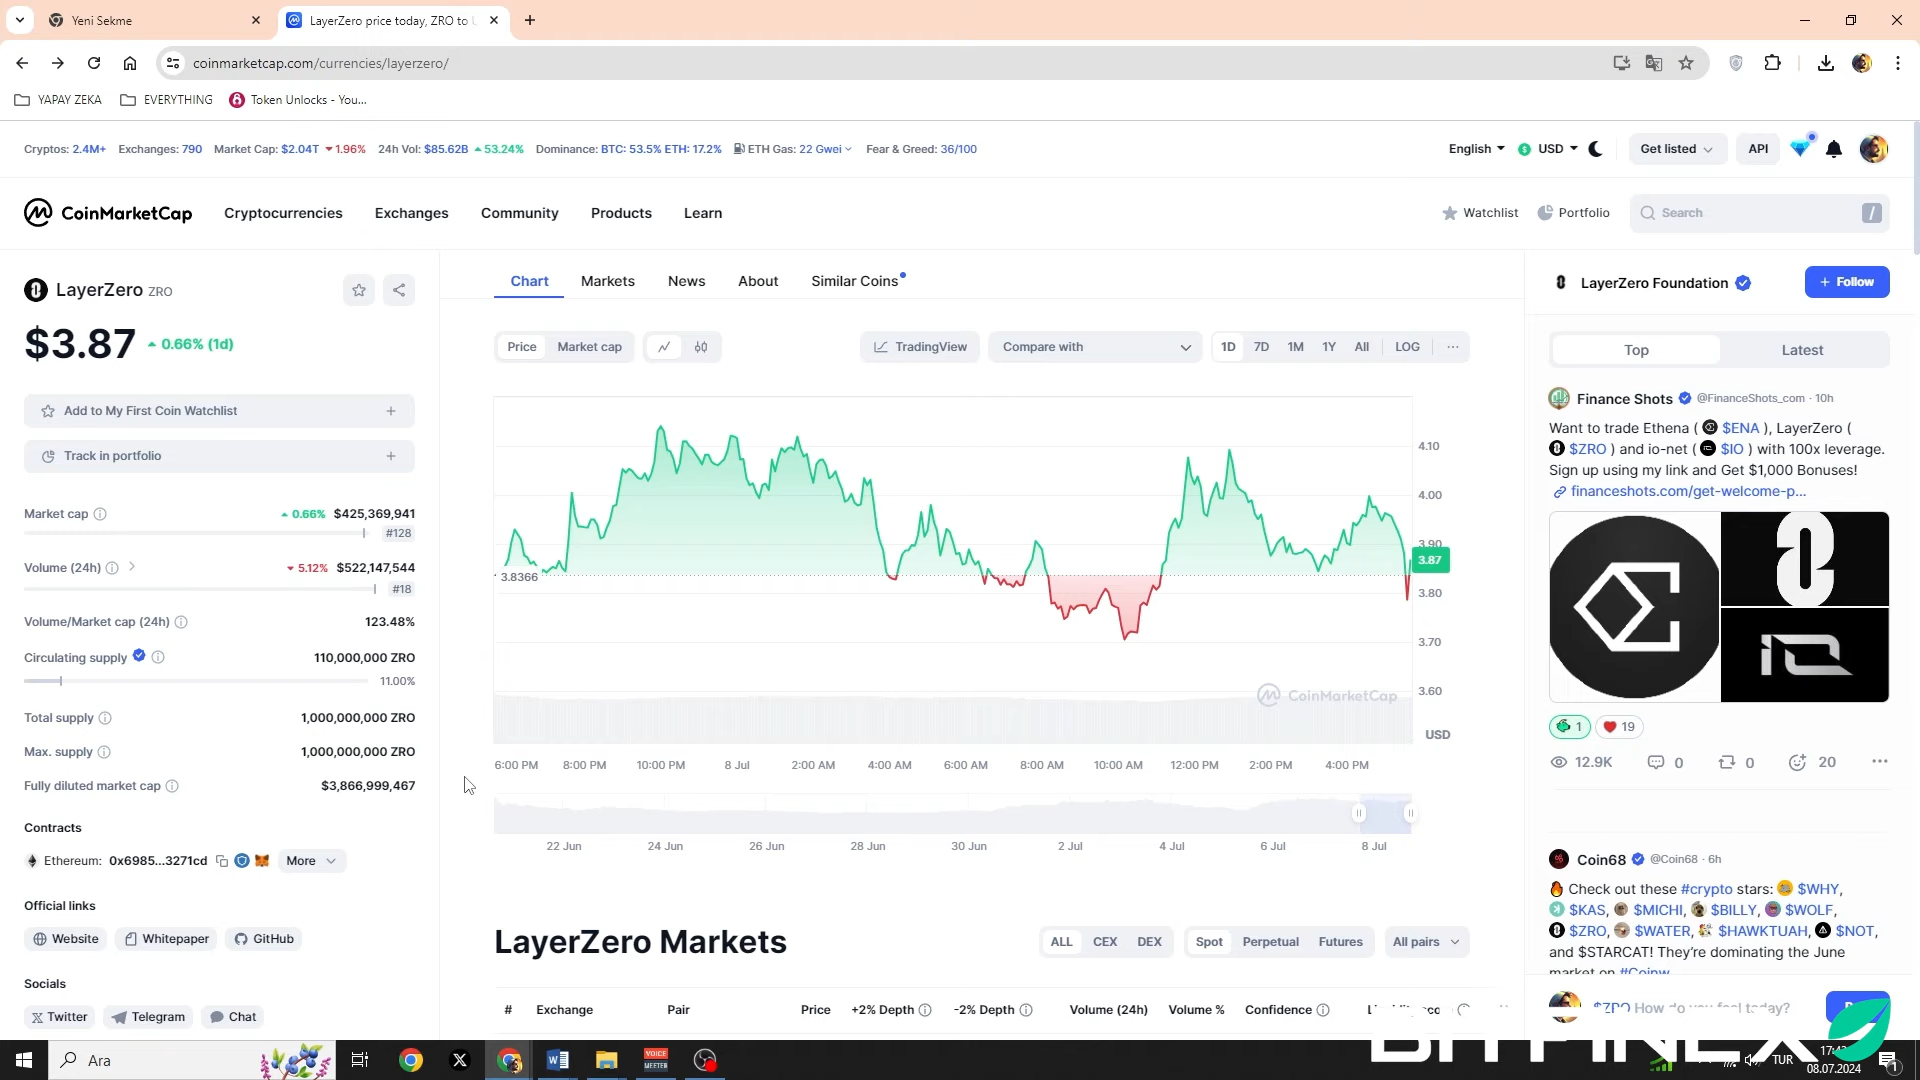 Yeni Sekme
LayerZero price today, ZRO to U
coinmarketcap.com/currencies/layerzero/
YAPAY ZEKA EVERYTHING Token Unlocks - You...
Cryptos: 2.4M+ Exchanges: 790 Market Cap: $2.04T 1.96% 24h Vol: $85.62B 53.24% Dominance: BTC: 53.5% ETH: 17.2% ETH Gas: 22 Gwei Fear & Greed: 36/100
English USD Get listed API
CoinMarketCap Cryptocurrencies Exchanges Community Products Learn
Watchlist Portfolio Search /
LayerZero ZRO
$3.87 0.66% (1d)
Add to My First Coin Watchlist +
Track in portfolio +
Market cap 0.66% $425,369,941
#128
Volume (24h) 5.12% $522,147,544
#18
Volume/Market cap (24h) 123.48%
Circulating supply 110,000,000 ZRO
11.00%
Total supply 1,000,000,000 ZRO
Max. supply 1,000,000,000 ZRO
Fully diluted market cap $3,866,999,467
Contracts
Ethereum: 0x6985...3271cd More
Official links
Website Whitepaper GitHub
Socials
Twitter Telegram Chat
Chart Markets News About Similar Coins
Price Market cap TradingView Compare with 1D 7D 1M 1Y All LOG ...
4.10
4.00
3.90
3.87
3.8366
3.80
3.70
3.60
CoinMarketCap
USD
6:00 PM 8:00 PM 10:00 PM 8 Jul 2:00 AM 4:00 AM 6:00 AM 8:00 AM 10:00 AM 12:00 PM 2:00 PM 4:00 PM
22 Jun 24 Jun 26 Jun 28 Jun 30 Jun 2 Jul 4 Jul 6 Jul 8 Jul
LayerZero Markets ALL CEX DEX Spot Perpetual Futures All pairs
# Exchange Pair Price +2% Depth -2% Depth Volume (24h) Volume % Confidence
LayerZero Foundation + Follow
Top Latest
Finance Shots @FinanceShots_com · 10h
Want to trade Ethena ( $ENA ), LayerZero (
$ZRO ) and io-net ( $IO ) with 100x leverage.
Sign up using my link and Get $1,000 Bonuses!
financeshots.com/get-welcome-p...
1 19
12.9K 0 0 20 ...
Coin68 @Coin68 · 6h
Check out these #crypto stars: $WHY,
$KAS, $MICHI, $BILLY, $WOLF,
$ZRO, $WATER, $HAWKTUAH, $NOT,
and $STARCAT! They're dominating the June
market on #Coinw
$ZRO How do you feel today?
BITFINEX
Ara
VOICE
MEETER
TUR
08.07.2024
1